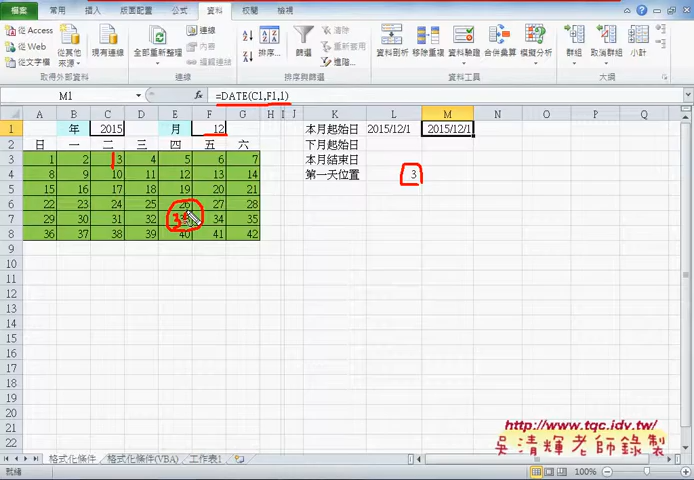 檔案 常用 插入 版面配置 公式 資料 校閱 檢視
從 Access
從 Web
從文字檔
從其他來源
現有連線
全部重新整理
連線
內容
排序...
篩選
清除
重新套用
進階...
資料剖析
移除重複
資料驗證
合併彙算
模擬分析
群組
取消群組
小計
取得外部資料 連線 排序與篩選 資料工具 大綱
M1 fx =DATE(C1,F1,1)
A B C D E F G H I J K L M N O P Q
1 年 2015 月 12 本月起始日 2015/12/1 2015/12/1
2 日 一 二 三 四 五 六 下月起始日
3 1 2 3 4 5 6 7 本月結束日
4 8 9 10 11 12 13 14 第一天位置 3
5 15 16 17 18 19 20 21
6 22 23 24 25 26 27 28
7 29 30 31 32 34 35
8 36 37 38 39 40 41 42
9
10
11
12
13
14
15
16
17
18
19
20
21
22
http://www.tqc.idv.tw/
吳清輝老師錄製
格式化條件 格式化條件(VBA) 工作表1
就緒 100%